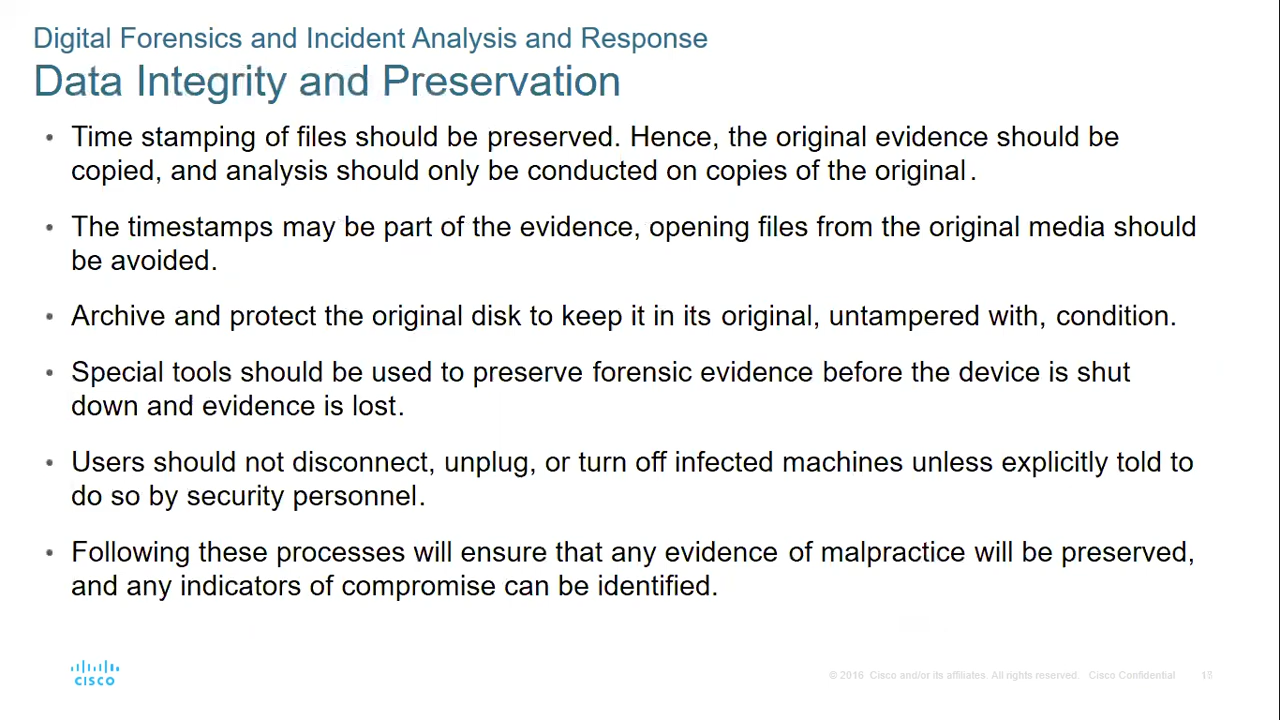 Digital Forensics and Incident Analysis and Response
Data Integrity and Preservation
• Time stamping of files should be preserved. Hence, the original evidence should be
copied, and analysis should only be conducted on copies of the original.
• The timestamps may be part of the evidence, opening files from the original media should
be avoided.
• Archive and protect the original disk to keep it in its original, untampered with, condition.
• Special tools should be used to preserve forensic evidence before the device is shut
down and evidence is lost.
• Users should not disconnect, unplug, or turn off infected machines unless explicitly told to
do so by security personnel.
• Following these processes will ensure that any evidence of malpractice will be preserved,
and any indicators of compromise can be identified.
CISCO
© 2016 Cisco and/or its affiliates. All rights reserved. Cisco Confidential